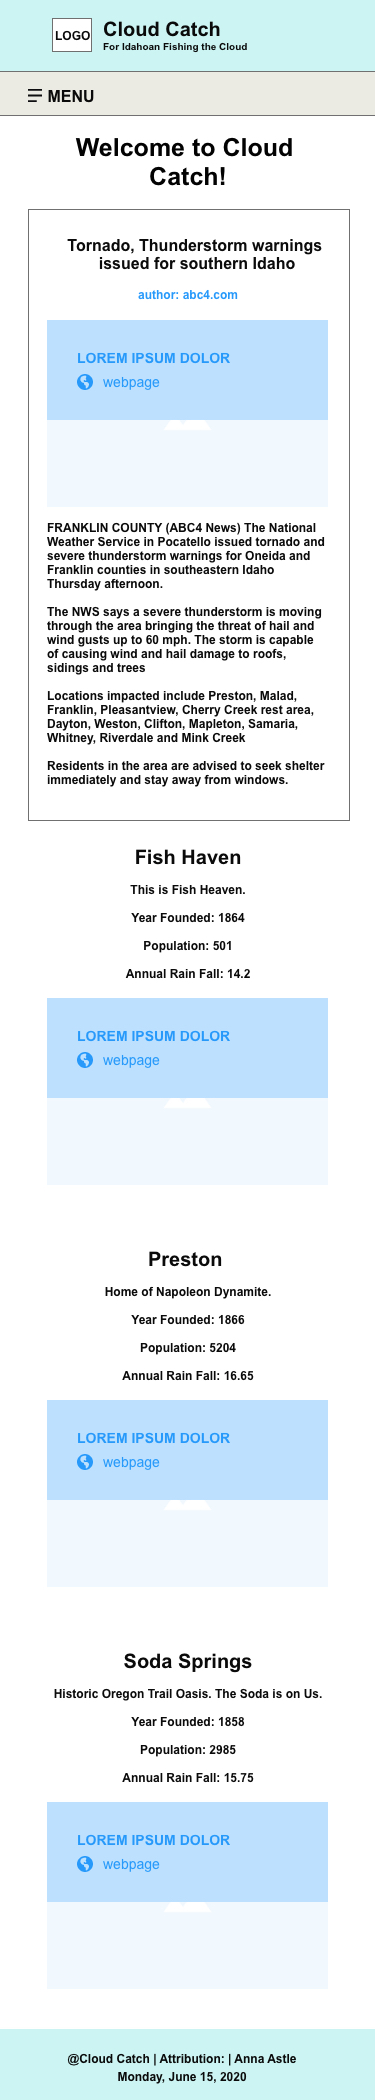 LOGO
Cloud Catch
For Idahoan Fishing the Cloud
MENU
Welcome to Cloud
Catch!
Tornado, Thunderstorm warnings
issued for southern Idaho
author: abc4.com
LOREM IPSUM DOLOR
webpage
FRANKLIN COUNTY (ABC4 News) The National
Weather Service in Pocatello issued tornado and
severe thunderstorm warnings for Oneida and
Franklin counties in southeastern Idaho
Thursday afternoon.
The NWS says a severe thunderstorm is moving
through the area bringing the threat of hail and
wind gusts up to 60 mph. The storm is capable
of causing wind and hail damage to roofs,
sidings and trees
Locations impacted include Preston, Malad,
Franklin, Pleasantview, Cherry Creek rest area,
Dayton, Weston, Clifton, Mapleton, Samaria,
Whitney, Riverdale and Mink Creek
Residents in the area are advised to seek shelter
immediately and stay away from windows.
Fish Haven
This is Fish Heaven.
Year Founded: 1864
Population: 501
Annual Rain Fall: 14.2
LOREM IPSUM DOLOR
webpage
Preston
Home of Napoleon Dynamite.
Year Founded: 1866
Population: 5204
Annual Rain Fall: 16.65
LOREM IPSUM DOLOR
webpage
Soda Springs
Historic Oregon Trail Oasis. The Soda is on Us.
Year Founded: 1858
Population: 2985
Annual Rain Fall: 15.75
LOREM IPSUM DOLOR
webpage
@Cloud Catch | Attribution: | Anna Astle
Monday, June 15, 2020